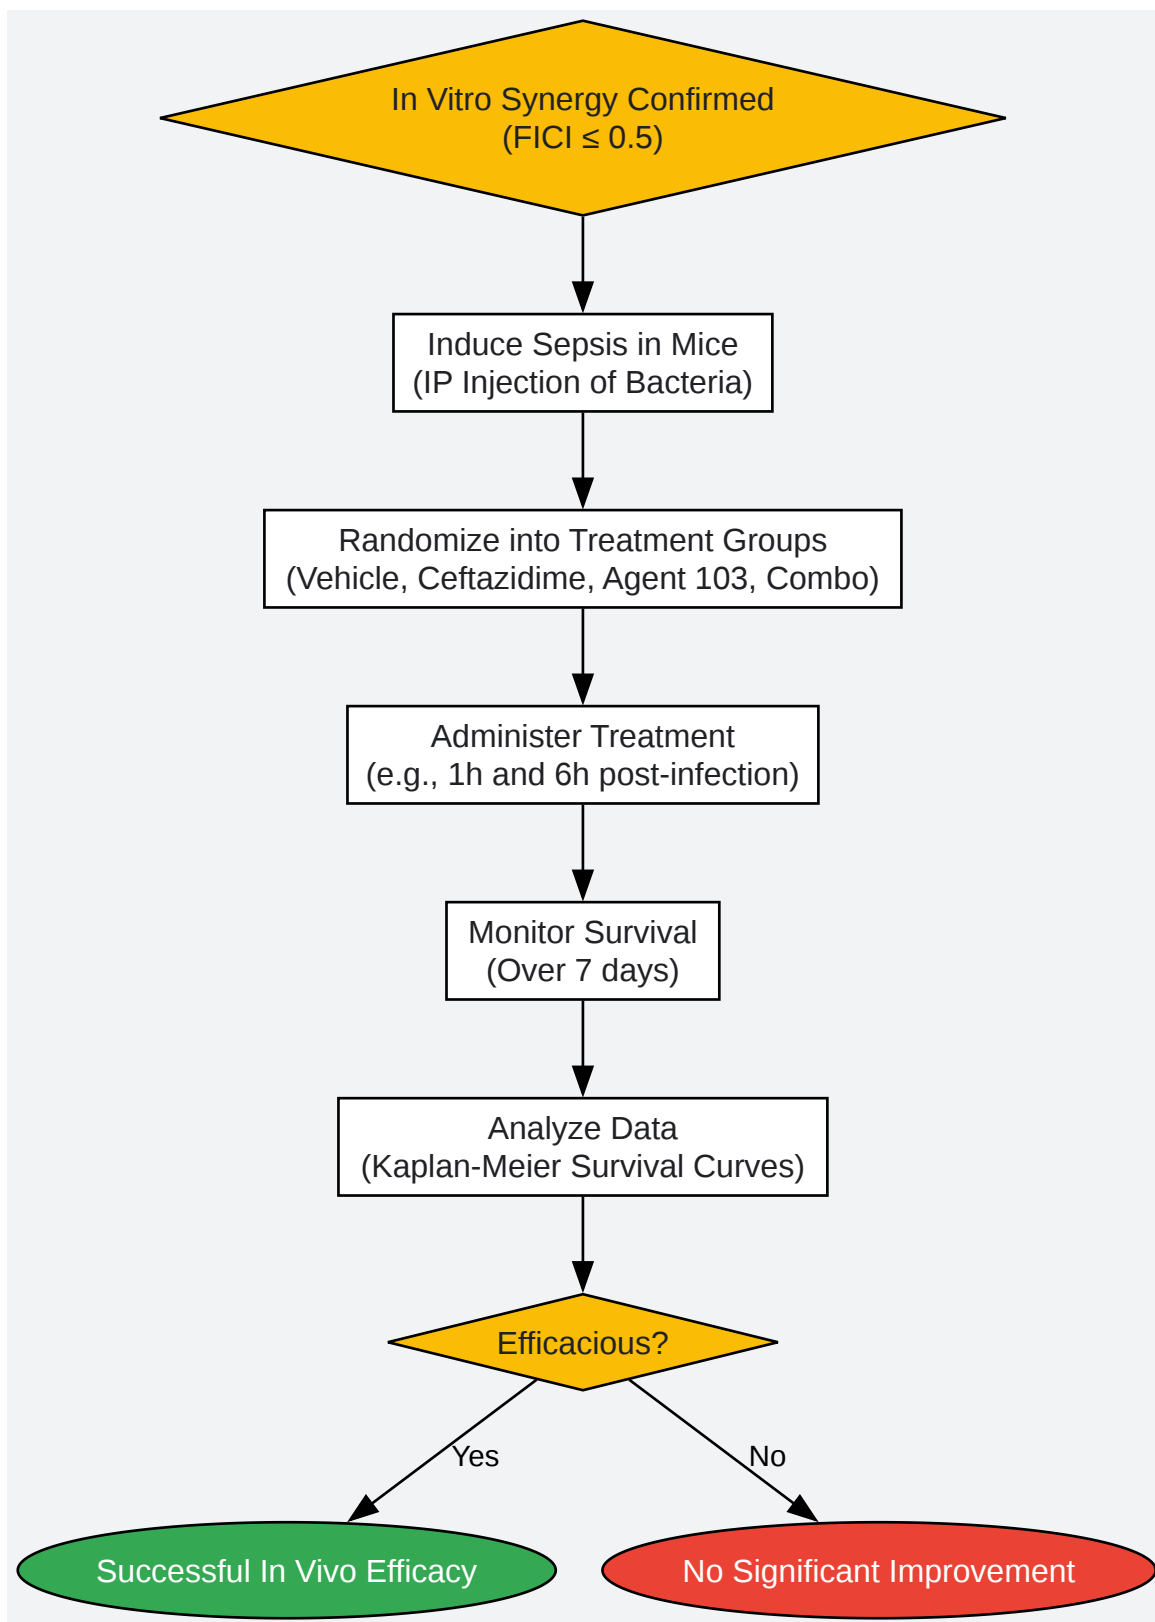 In Vitro Synergy Confirmed
(FICI ≤ 0.5)
Induce Sepsis in Mice
(IP Injection of Bacteria)
Randomize into Treatment Groups
(Vehicle, Ceftazidime, Agent 103, Combo)
Administer Treatment
(e.g., 1h and 6h post-infection)
Monitor Survival
(Over 7 days)
Analyze Data
(Kaplan-Meier Survival Curves)
Efficacious?
Yes
No
Successful In Vivo Efficacy
No Significant Improvement